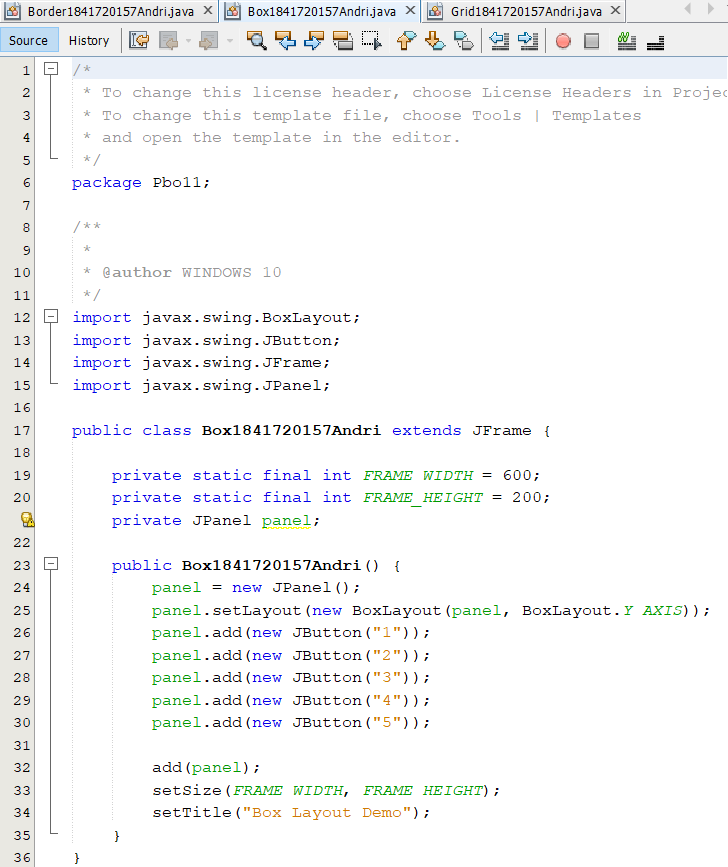 Border1841720157Andri.java Box1841720157Andri.java Grid1841720157Andri.java
Source History
1 /*
2 * To change this license header, choose License Headers in Projec
3 * To change this template file, choose Tools | Templates
4 * and open the template in the editor.
5 */
6 package Pbo11;
7
8 /**
9 *
10 * @author WINDOWS 10
11 */
12 import javax.swing.BoxLayout;
13 import javax.swing.JButton;
14 import javax.swing.JFrame;
15 import javax.swing.JPanel;
16
17 public class Box1841720157Andri extends JFrame {
18
19 private static final int FRAME_WIDTH = 600;
20 private static final int FRAME_HEIGHT = 200;
private JPanel panel;
22
23 public Box1841720157Andri() {
24 panel = new JPanel();
25 panel.setLayout(new BoxLayout(panel, BoxLayout.Y_AXIS));
26 panel.add(new JButton("1"));
27 panel.add(new JButton("2"));
28 panel.add(new JButton("3"));
29 panel.add(new JButton("4"));
30 panel.add(new JButton("5"));
31
32 add(panel);
33 setSize(FRAME_WIDTH, FRAME_HEIGHT);
34 setTitle("Box Layout Demo");
35 }
36 }